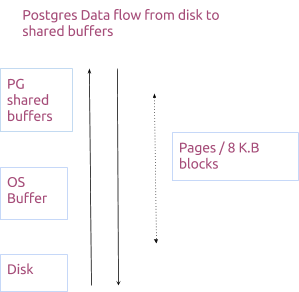 Postgres Data flow from disk to
shared buffers
PG
shared
buffers
Pages / 8 K.B
blocks
OS
Buffer
Disk